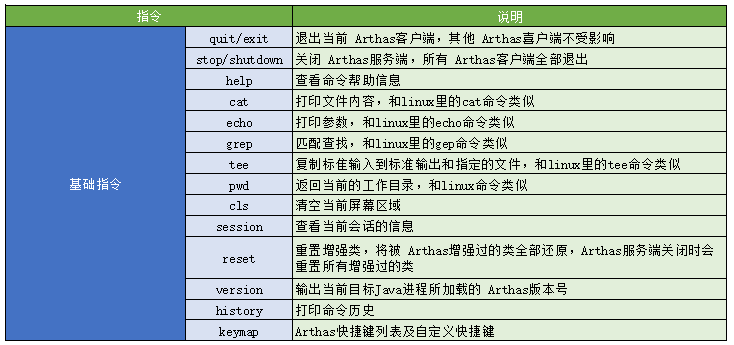 指令 说明
quit/exit 退出当前 Arthas客户端，其他 Arthas喜户端不受影响
stop/shutdown 关闭 Arthas服务端，所有 Arthas客户端全部退出
help 查看命令帮助信息
cat 打印文件内容，和linux里的cat命令类似
echo 打印参数，和linux里的echo命令类似
grep 匹配查找，和linux里的gep命令类似
tee 复制标隹输入到标准输出和指定的文件，和linux里的tee命令类似
基础指令 pwd 返回当前的工作目录，和linux命令类似
cls 清空当前屏幕区域
session 查看当前会话的信息
reset 重置增强类，将被 Arthas增强过的类全部还原，Arthas服务端关闭时会
重置所有增强过的类
version 输出当前目标Java进程所加载的 Arthas版本号
history 打印命令历史
keymap Arthas快捷键列表及自定义快捷键